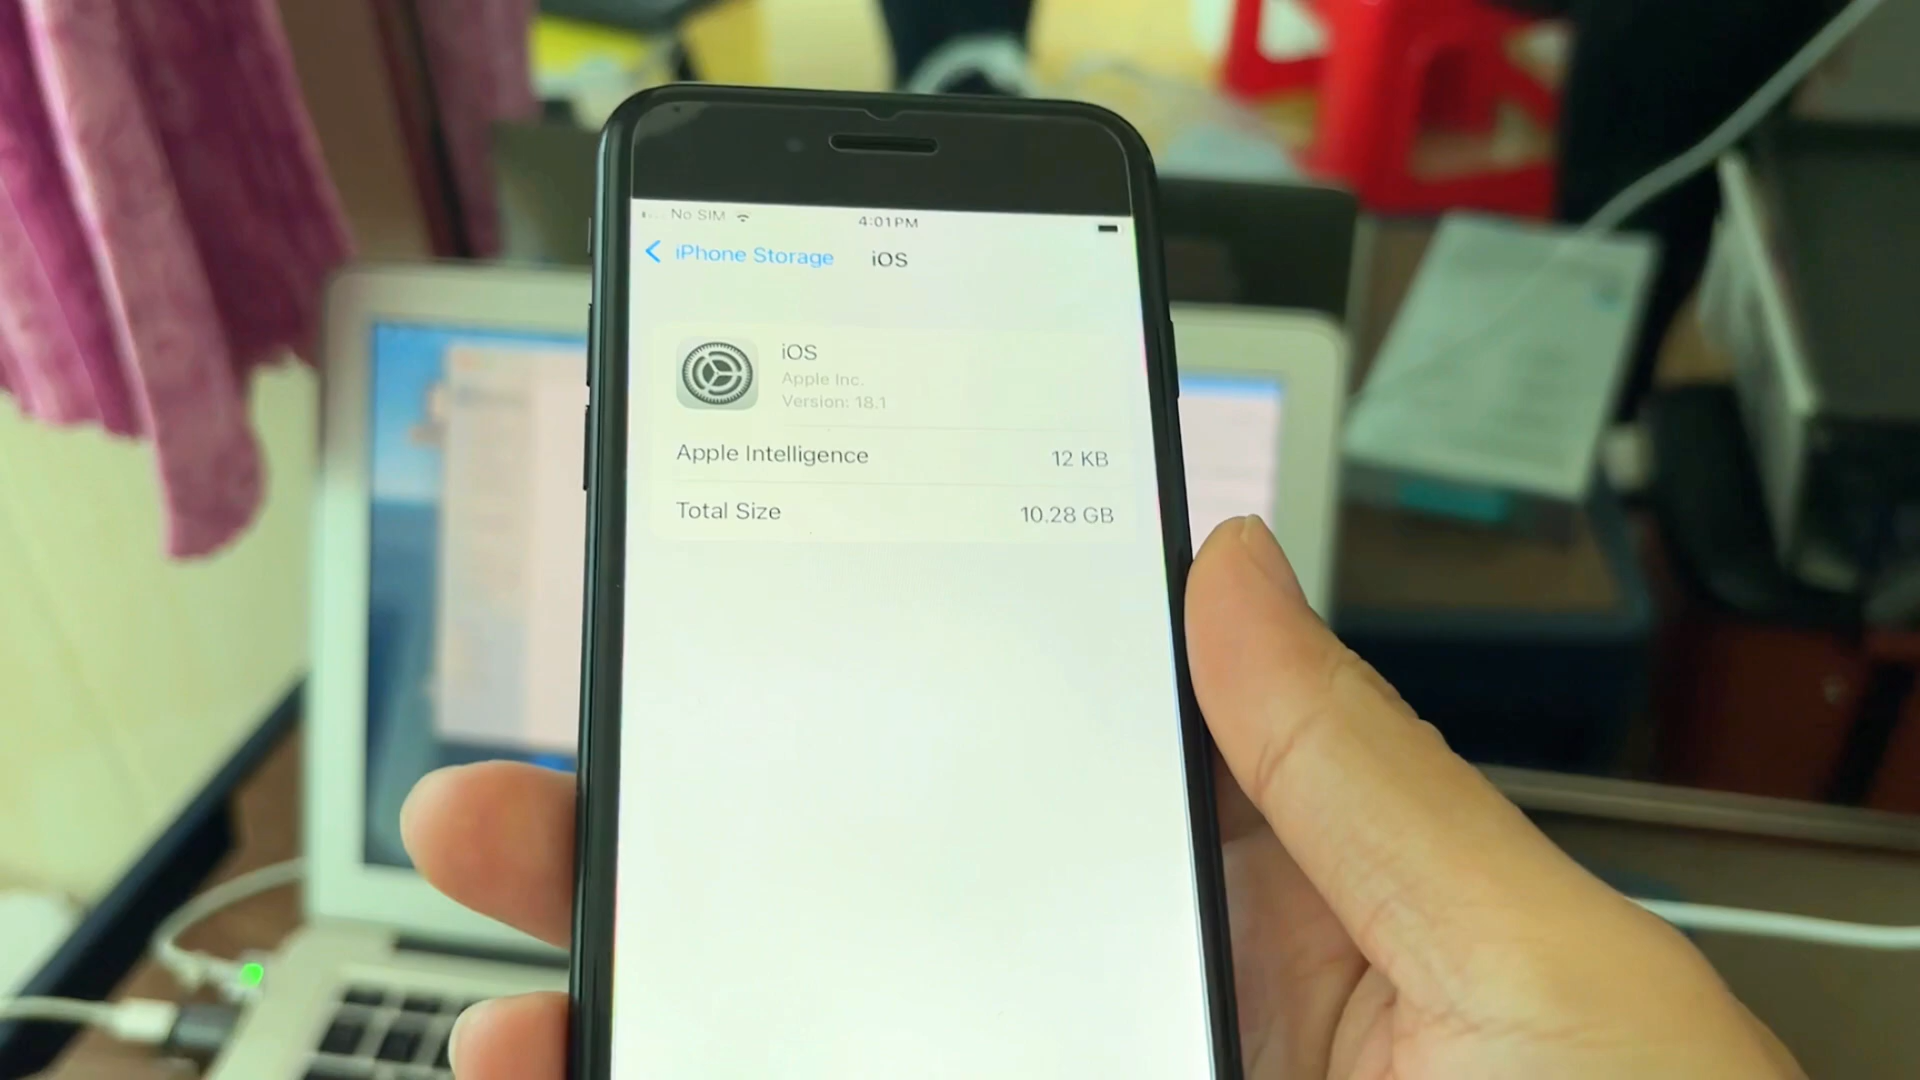 No SIM 4:01PM
iPhone Storage iOS
iOS
Apple Inc.
Version: 18.1
Apple Intelligence 12 KB
Total Size 10.28 GB